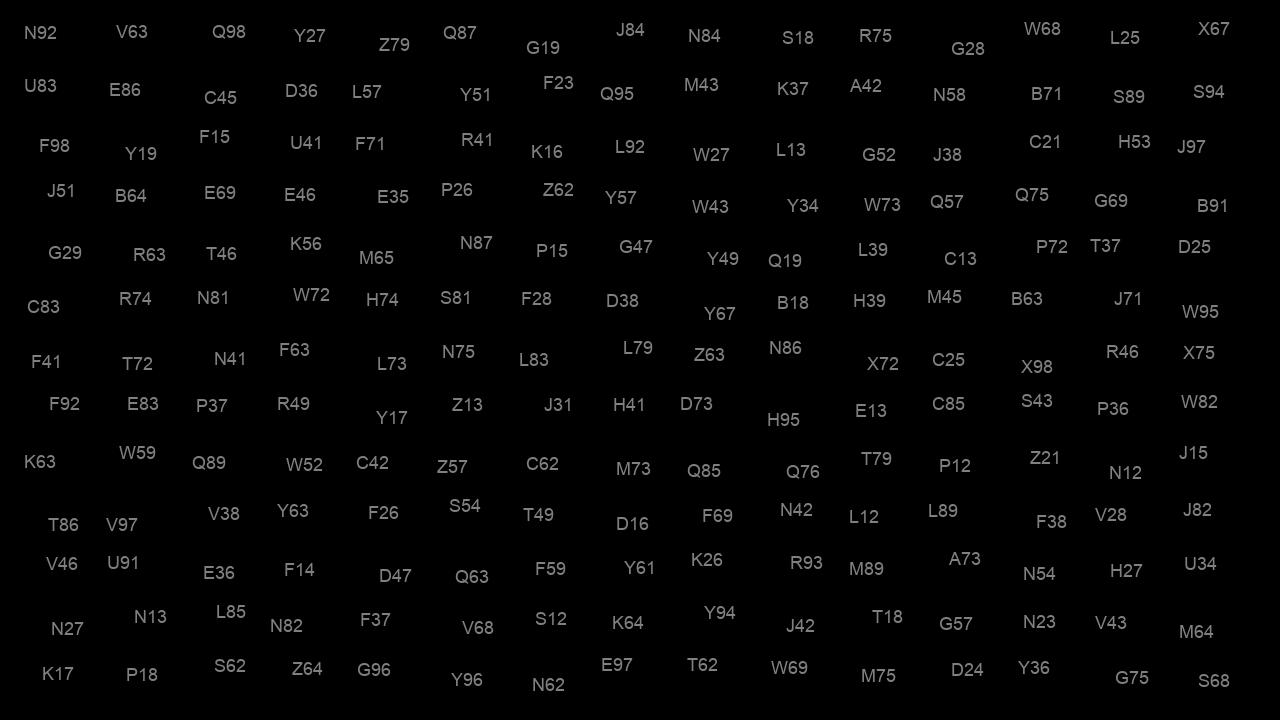 N92 V63 Q98 Y27 Z79 Q87 G19 J84 N84 S18 R75 G28 W68 L25 X67
U83 E86 C45 D36 L57 Y51 F23 Q95 M43 K37 A42 N58 B71 S89 S94
F98 Y19 F15 U41 F71 R41 K16 L92 W27 L13 G52 J38 C21 H53 J97
J51 B64 E69 E46 E35 P26 Z62 Y57 W43 Y34 W73 Q57 Q75 G69 B91
G29 R63 T46 K56 M65 N87 P15 G47 Y49 Q19 L39 C13 P72 T37 D25
C83 R74 N81 W72 H74 S81 F28 D38 Y67 B18 H39 M45 B63 J71 W95
F41 T72 N41 F63 L73 N75 L83 L79 Z63 N86 X72 C25 X98 R46 X75
F92 E83 P37 R49 Y17 Z13 J31 H41 D73 H95 E13 C85 S43 P36 W82
K63 W59 Q89 W52 C42 Z57 C62 M73 Q85 Q76 T79 P12 Z21 N12 J15
T86 V97 V38 Y63 F26 S54 T49 D16 F69 N42 L12 L89 F38 V28 J82
V46 U91 E36 F14 D47 Q63 F59 Y61 K26 R93 M89 A73 N54 H27 U34
N27 N13 L85 N82 F37 V68 S12 K64 Y94 J42 T18 G57 N23 V43 M64
K17 P18 S62 Z64 G96 Y96 N62 E97 T62 W69 M75 D24 Y36 G75 S68